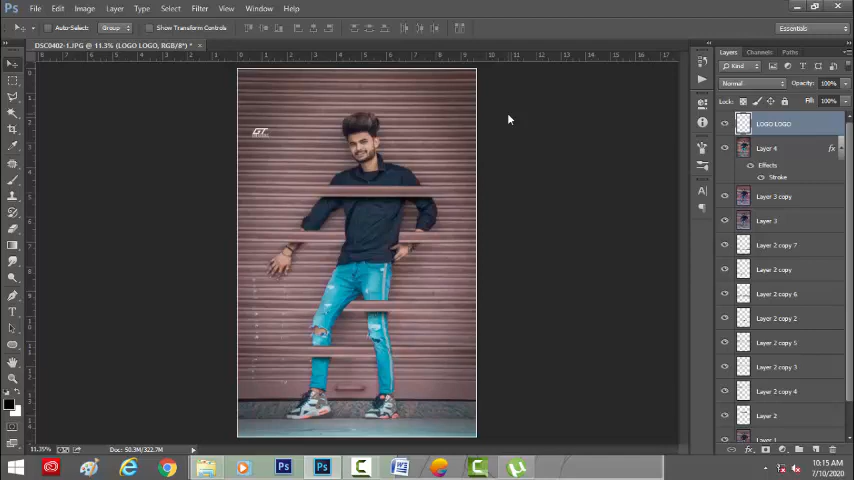 Ps File Edit Image Layer Type Select Filter View Window Help
Auto-Select: Group Show Transform Controls Essentials
DSC0402-1.JPG @ 11.3% (LOGO LOGO, RGB/8*) * ×
Layers Channels Paths
Kind
Normal Opacity: 100%
Lock: Fill: 100%
LOGO LOGO
GT
Layer 4 fx
Effects
Stroke
Layer 3 copy
Layer 3
Layer 2 copy 7
Layer 2 copy
Layer 2 copy 6
Layer 2 copy 2
Layer 2 copy 5
Layer 2 copy 3
Layer 2 copy 4
Layer 2
Layer 1
11.35% Doc: 50.3M/322.7M
10:15 AM
7/10/2020